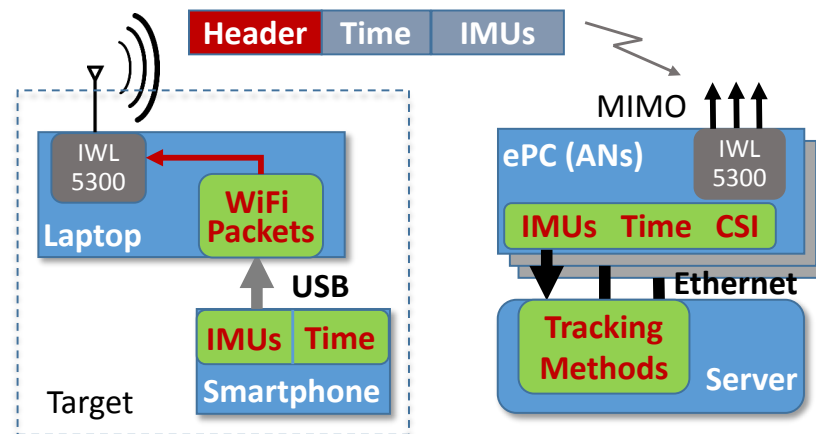 Header Time IMUs
MIMO
IWL
5300
ePC (ANs)
IWL
5300
WiFi
Packets
Laptop
IMUs Time CSI
USB
Ethernet
IMUs Time
Smartphone
Tracking
Methods
Server
Target